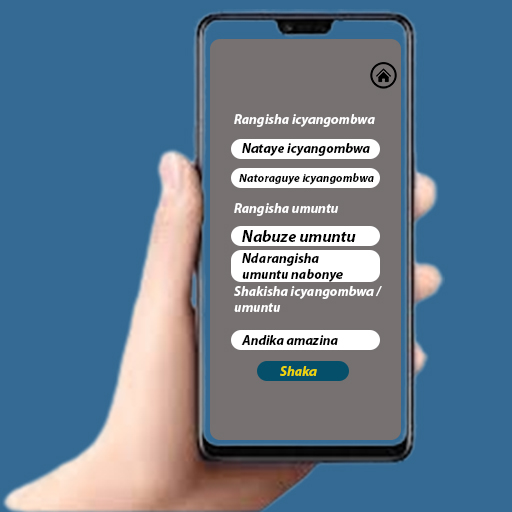 Rangisha icyangombwa
Nataye icyangombwa
Natoraguye icyangombwa
Rangisha umuntu
Nabuze umuntu
Ndarangisha
umuntu nabonye
Shakisha icyangombwa /
umuntu
Andika amazina
Shaka